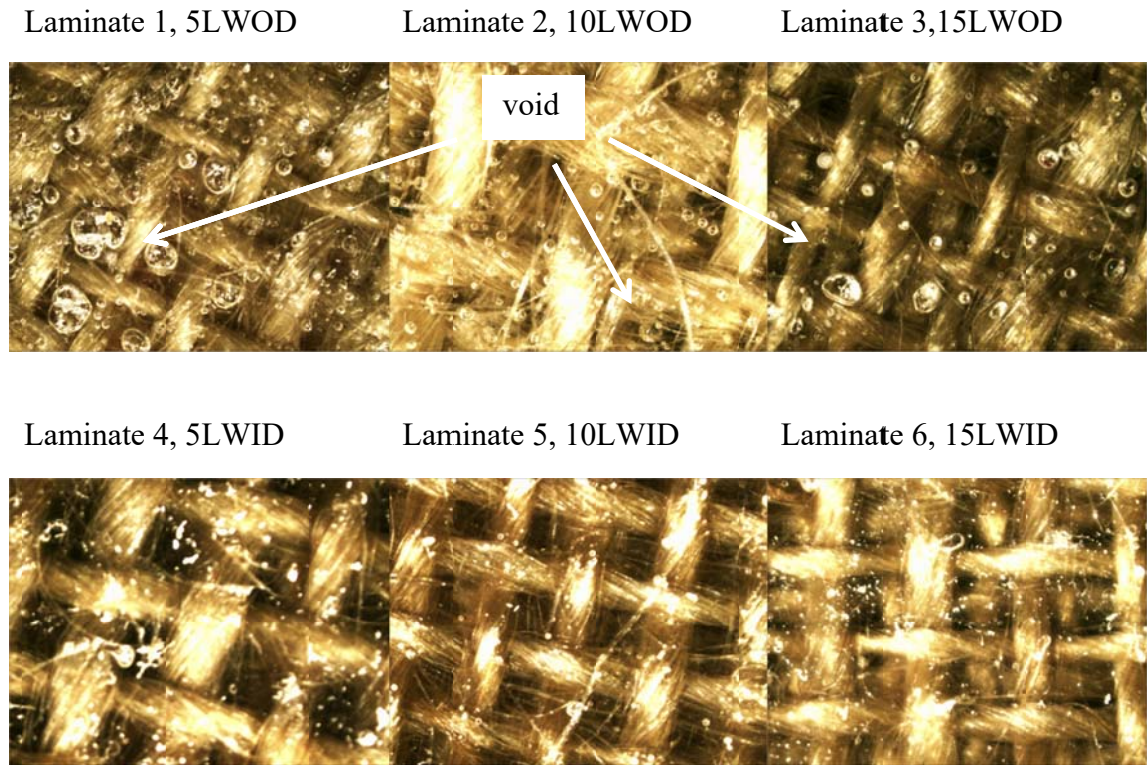 Laminate 1, 5LWOD
Laminate 2, 10LWOD
Laminate 3,15LWOD
void
Laminate 4, 5LWID
Laminate 5, 10LWID
Laminate 6, 15LWID